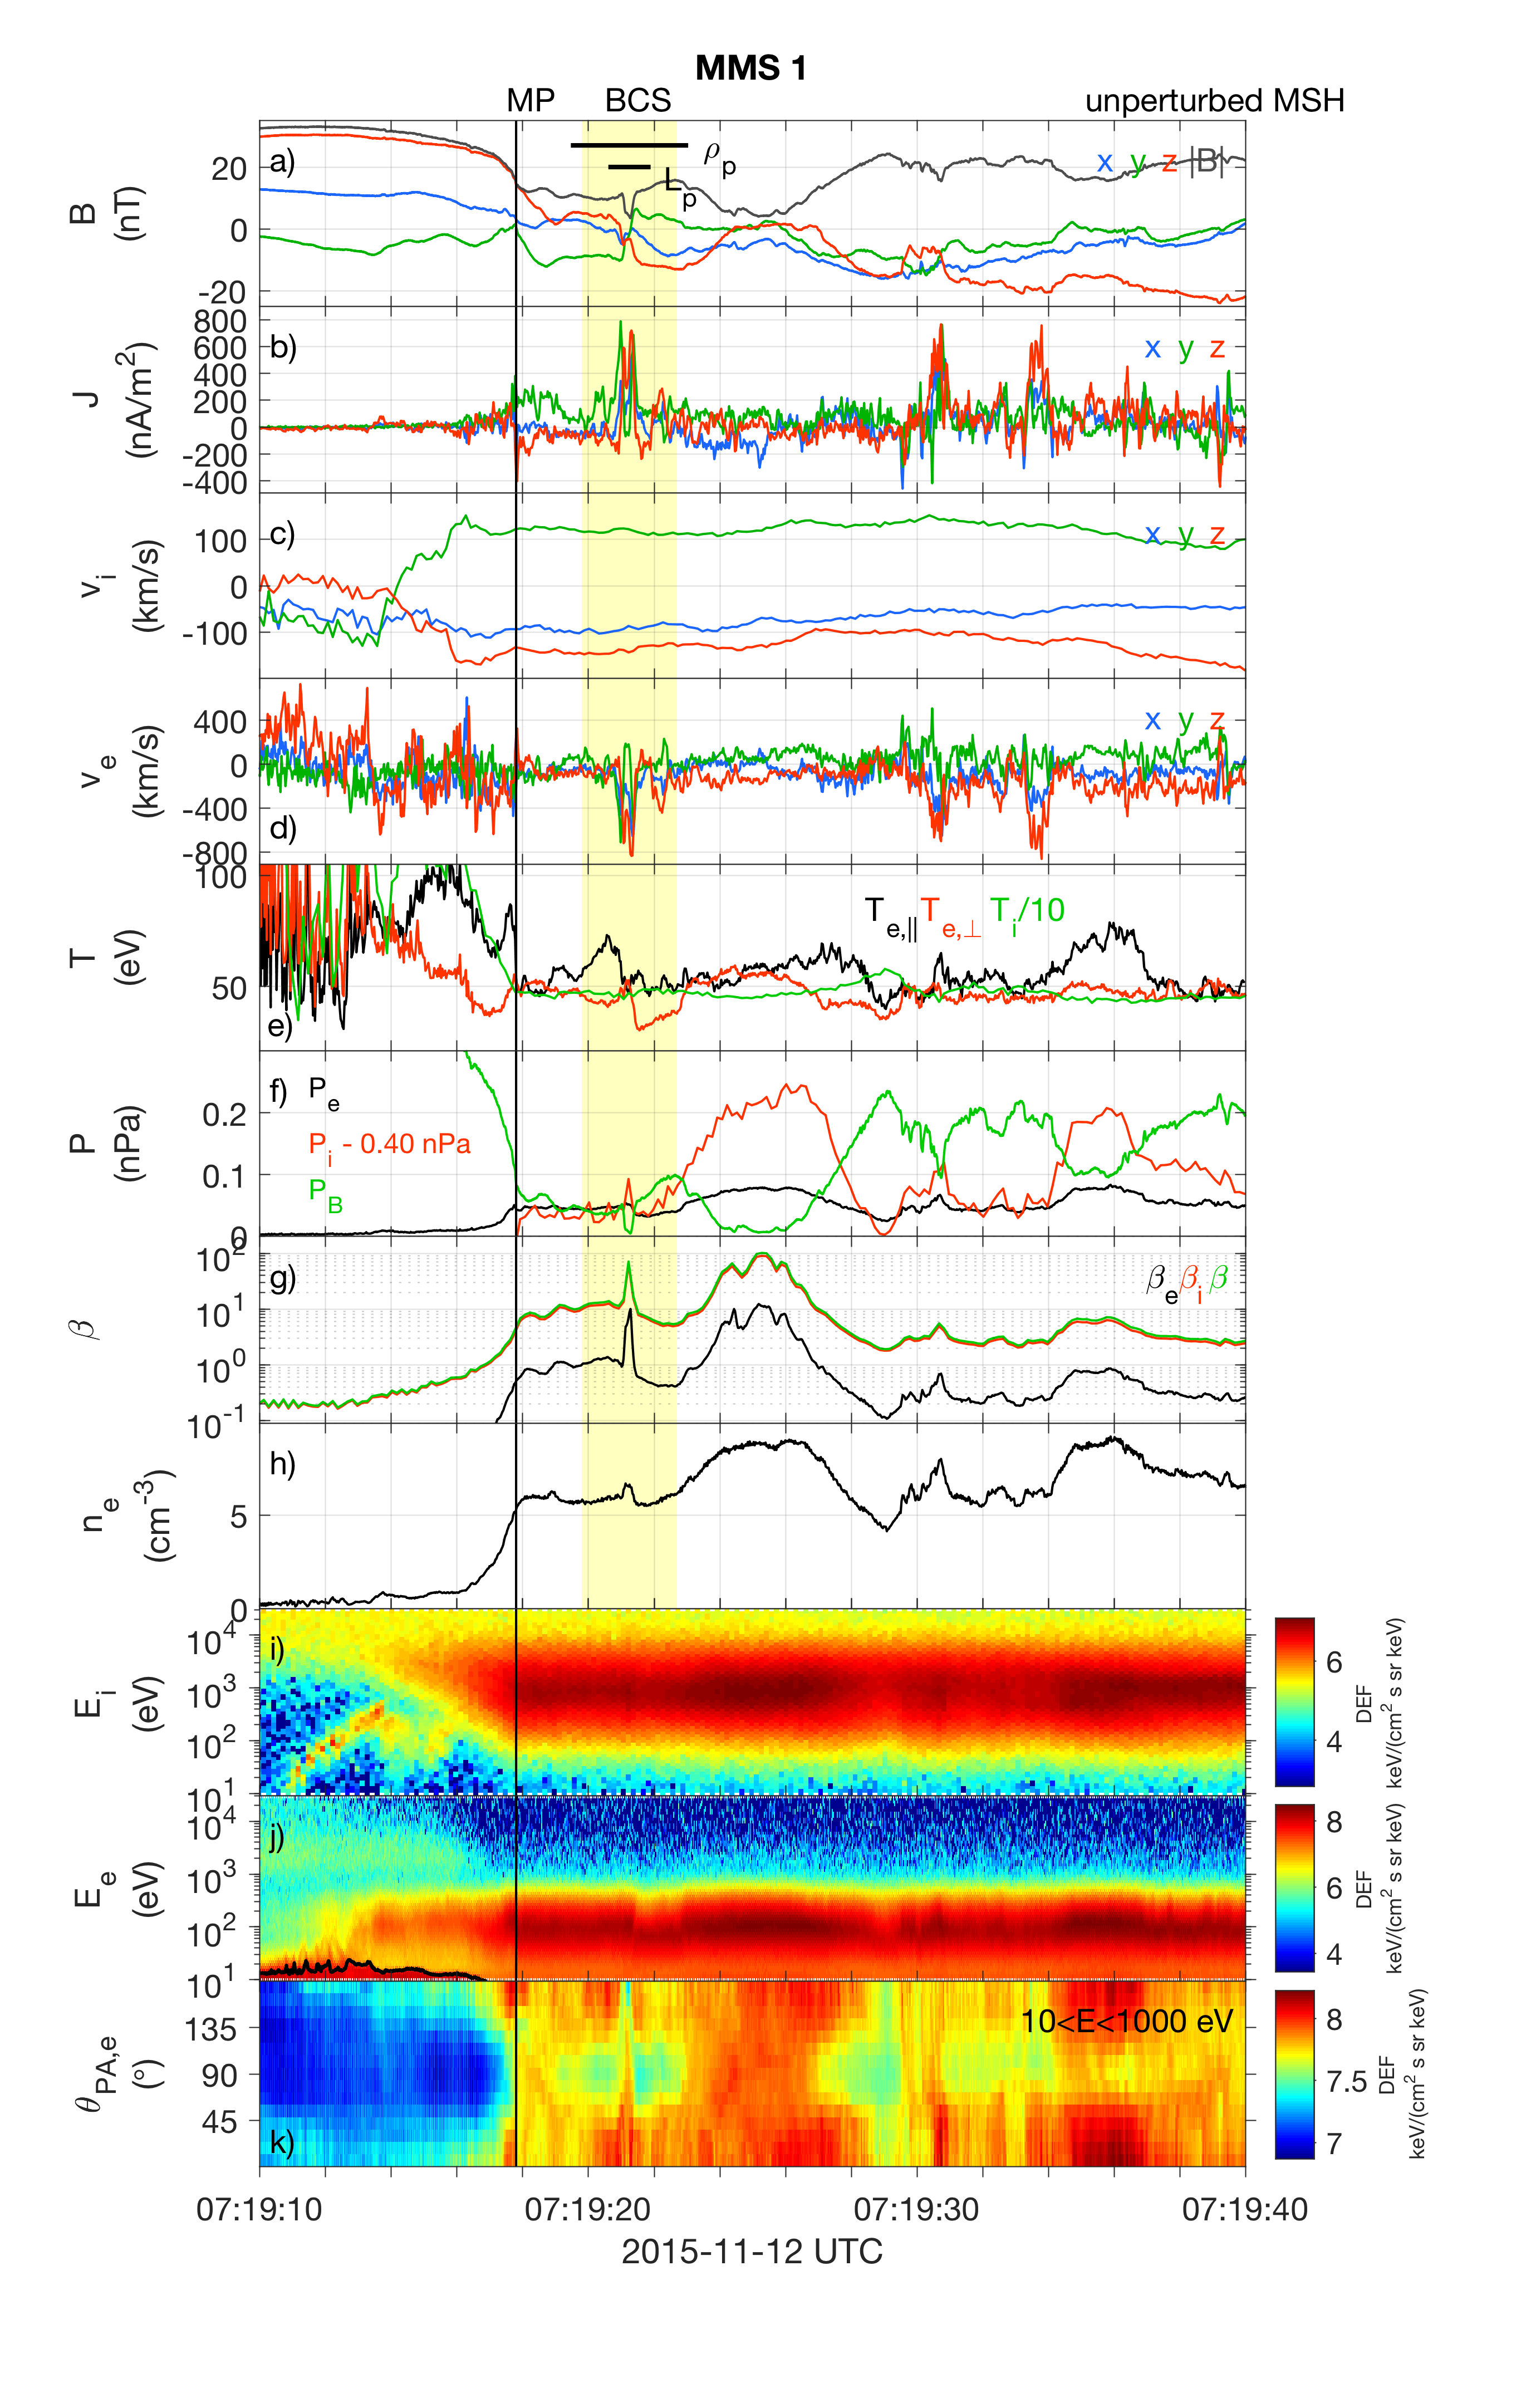 MMS 1
MP BCS unperturbed MSH
a) ρp Lp x y z |B|
B (nT)
20
0
-20
b) x y z
J (nA/m2)
800
600
400
200
0
-200
-400
c) x y z
vi (km/s)
100
0
-100
d) x y z
ve (km/s)
400
0
-400
-800
e) Te,|| Te,⊥ Ti/10
T (eV)
100
50
f) Pe
Pi - 0.40 nPa
PB
P (nPa)
0.2
0.1
0
g) βe βi β
β
102
101
100
10-1
h)
ne (cm-3)
5
0
i)
Ei (eV)
104
103
102
101
6
4
DEF
keV/(cm2 s sr keV)
j)
Ee (eV)
104
103
102
101
8
6
4
DEF
keV/(cm2 s sr keV)
k) 10<E<1000 eV
θPA,e (°)
135
90
45
8
7.5
7
DEF
keV/(cm2 s sr keV)
07:19:10 07:19:20 07:19:30 07:19:40
2015-11-12 UTC